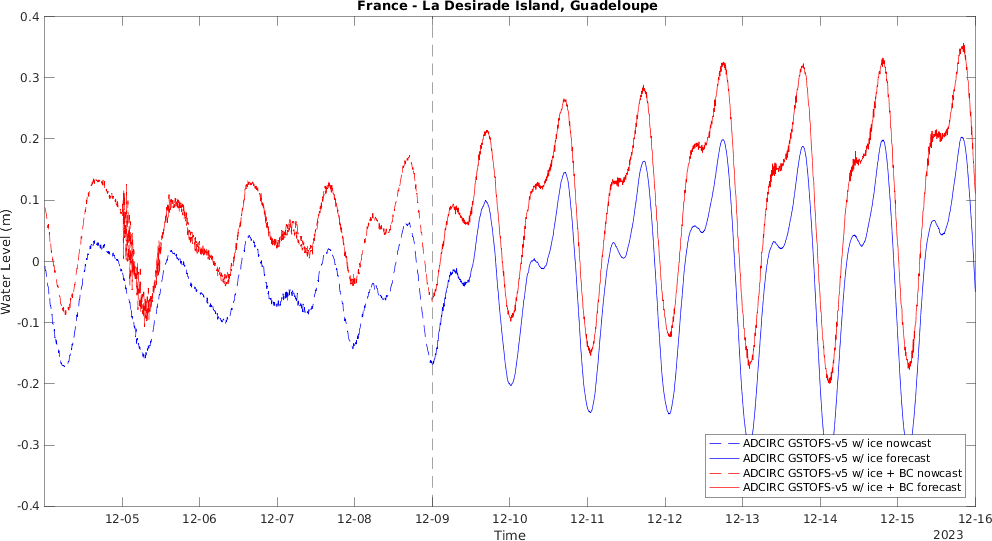 France - La Desirade Island, Guadeloupe
0.4
0.3
0.2
0.1
0
-0.1
-0.2
-0.3
-0.4
Water Level (m)
ADCIRC GSTOFS-v5 w/ ice nowcast
ADCIRC GSTOFS-v5 w/ ice forecast
ADCIRC GSTOFS-v5 w/ ice + BC nowcast
ADCIRC GSTOFS-v5 w/ ice + BC forecast
12-05 12-06 12-07 12-08 12-09 12-10 12-11 12-12 12-13 12-14 12-15 12-16
Time
2023